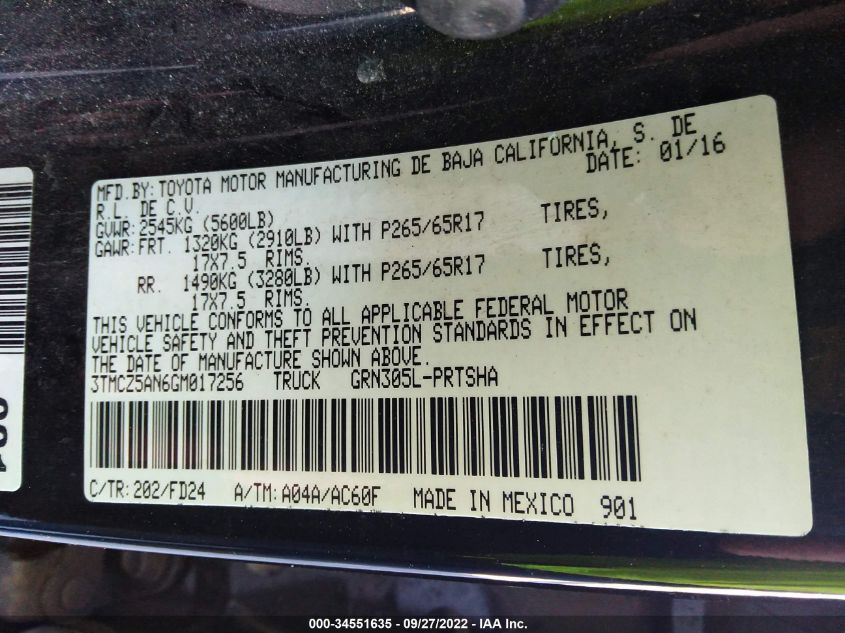 MFD.BY: TOYOTA MOTOR MANUFACTURING DE BAJA CALIFORNIA, S. DE
R.L. DE C.V. DATE: 01/16
GVWR: 2545KG (5600LB)
GAWR: FRT. 1320KG (2910LB) WITH P265/65R17 TIRES,
17X7.5 RIMS.
RR. 1490KG (3280LB) WITH P265/65R17 TIRES,
17X7.5 RIMS.
THIS VEHICLE CONFORMS TO ALL APPLICABLE FEDERAL MOTOR
VEHICLE SAFETY AND THEFT PREVENTION STANDARDS IN EFFECT ON
THE DATE OF MANUFACTURE SHOWN ABOVE.
3TMCZ5AN6GM017256 TRUCK GRN305L-PRTSHA
C/TR: 202/FD24 A/TM: A04A/AC60F MADE IN MEXICO 901
000-34551635 - 09/27/2022 - IAA Inc.